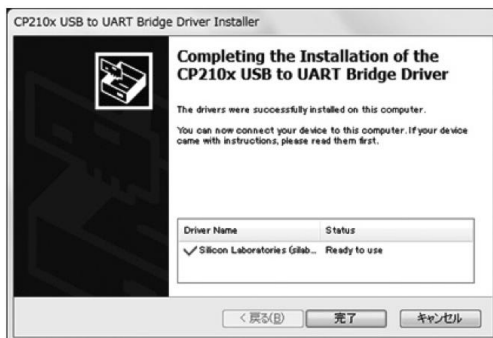 CP210x USB to UART Bridge Driver Installer
Completing the Installation of the
CP210x USB to UART Bridge Driver
The drivers were successfully installed on this computer.
You can now connect your device to this computer. If your device
came with instructions, please read them first.
Driver Name Status
Silicon Laboratories (silab... Ready to use
< 戻る(B) 完了 キャンセル